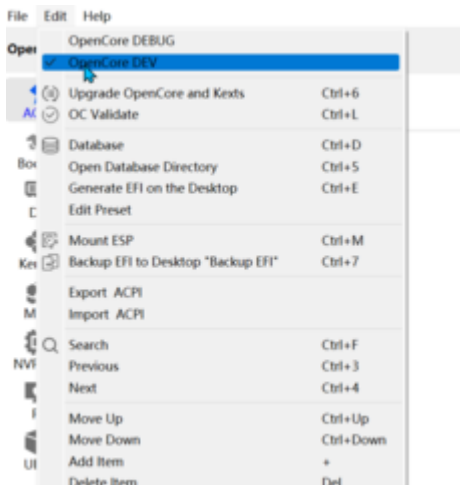 File Edit Help
OpenCore DEBUG
OpenCore DEV
Upgrade OpenCore and Kexts Ctrl+6
OC Validate Ctrl+L
Database Ctrl+D
Open Database Directory Ctrl+5
Generate EFI on the Desktop Ctrl+E
Edit Preset
Mount ESP Ctrl+M
Backup EFI to Desktop "Backup EFI" Ctrl+7
Export ACPI
Import ACPI
Search Ctrl+F
Previous Ctrl+3
Next Ctrl+4
Move Up Ctrl+Up
Move Down Ctrl+Down
Add Item +
Delete Item Del